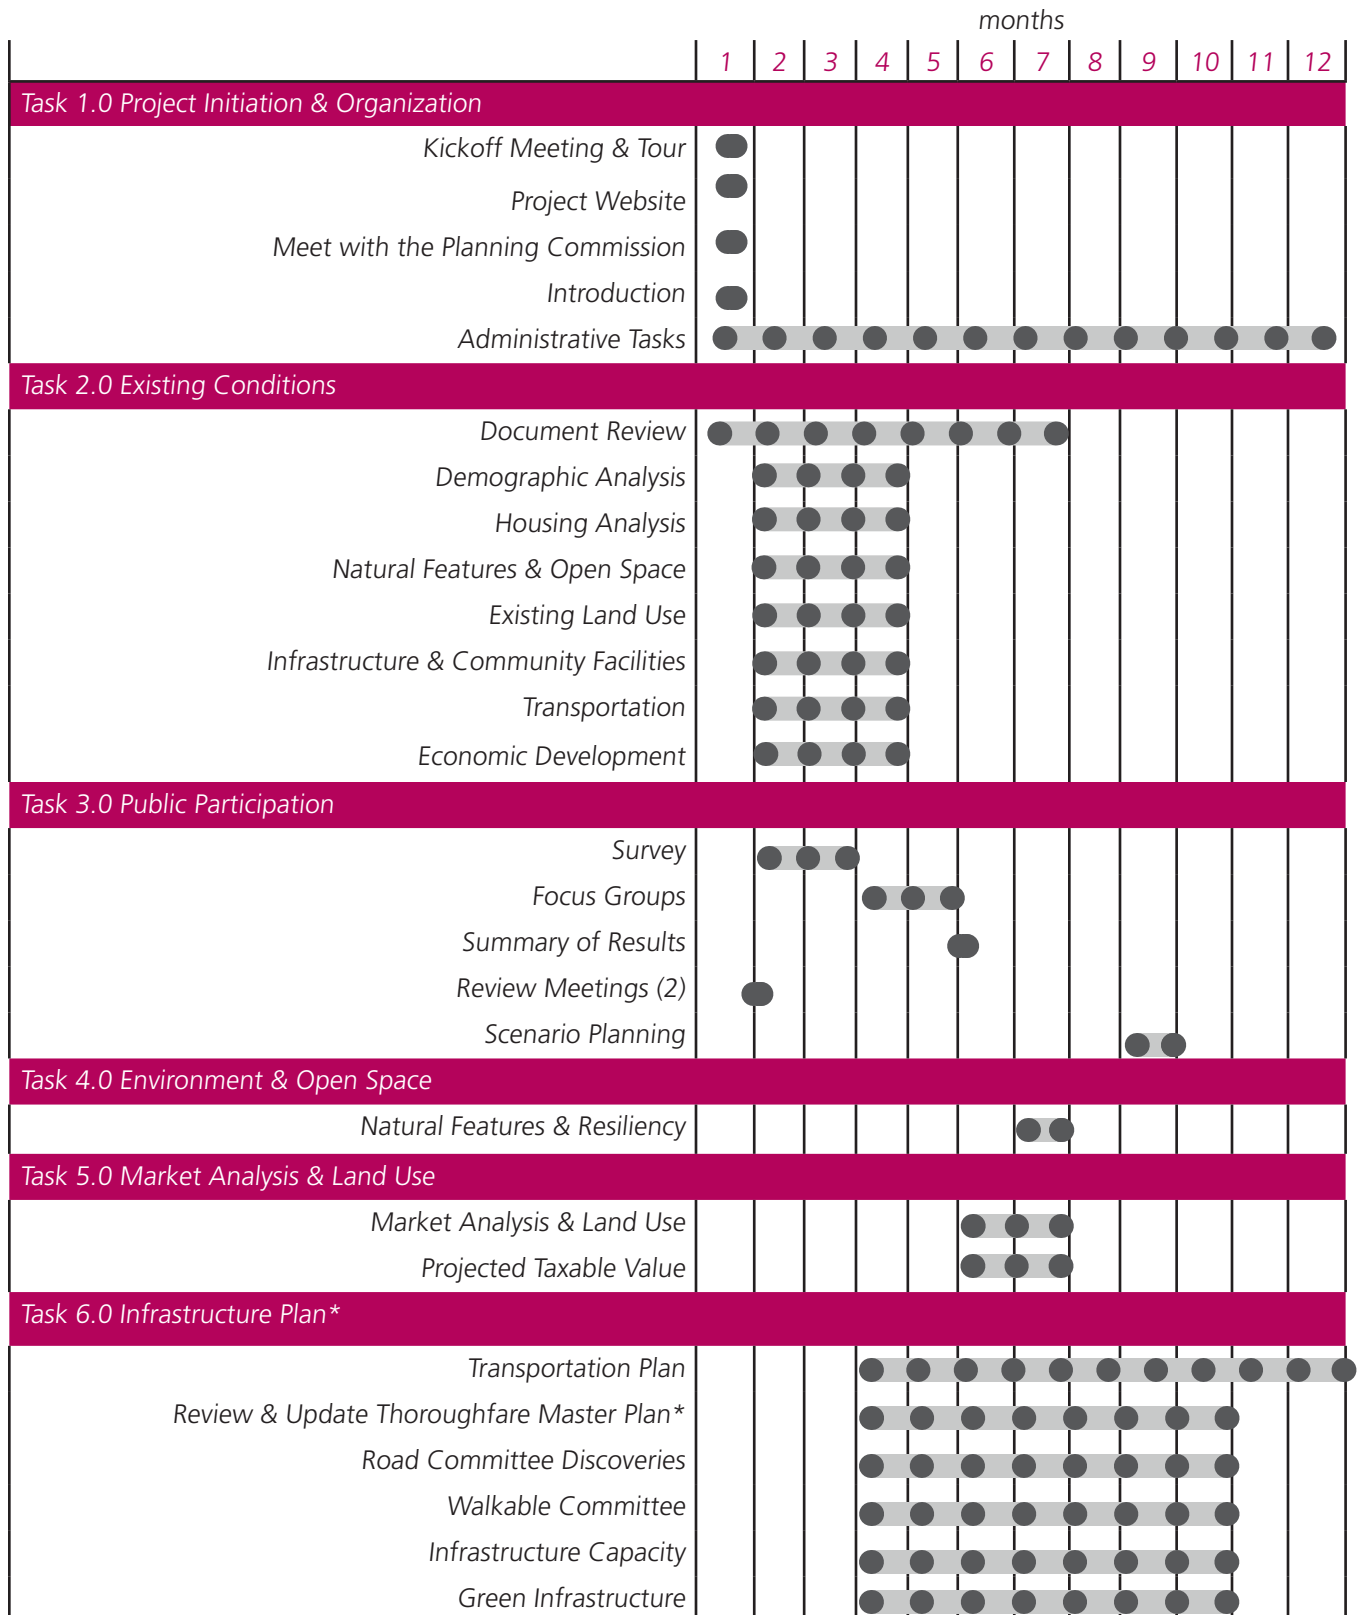 months
1 2 3 4 5 6 7 8 9 10 11 12
Task 1.0 Project Initiation & Organization
Kickoff Meeting & Tour
Project Website
Meet with the Planning Commission
Introduction
Administrative Tasks
Task 2.0 Existing Conditions
Document Review
Demographic Analysis
Housing Analysis
Natural Features & Open Space
Existing Land Use
Infrastructure & Community Facilities
Transportation
Economic Development
Task 3.0 Public Participation
Survey
Focus Groups
Summary of Results
Review Meetings (2)
Scenario Planning
Task 4.0 Environment & Open Space
Natural Features & Resiliency
Task 5.0 Market Analysis & Land Use
Market Analysis & Land Use
Projected Taxable Value
Task 6.0 Infrastructure Plan*
Transportation Plan
Review & Update Thoroughfare Master Plan*
Road Committee Discoveries
Walkable Committee
Infrastructure Capacity
Green Infrastructure